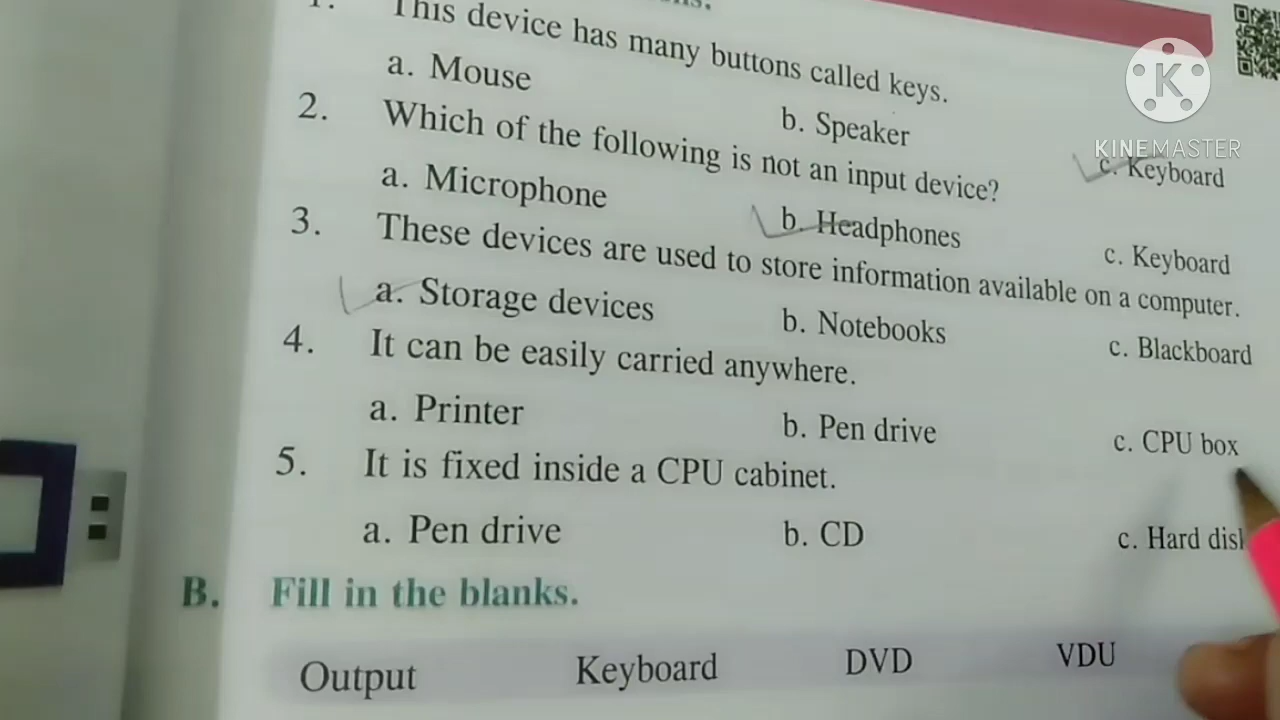 1. This device has many buttons called keys.
a. Mouse b. Speaker c. Keyboard
2. Which of the following is not an input device?
a. Microphone b. Headphones c. Keyboard
3. These devices are used to store information available on a computer.
a. Storage devices b. Notebooks c. Blackboard
4. It can be easily carried anywhere.
a. Printer b. Pen drive c. CPU box
5. It is fixed inside a CPU cabinet.
a. Pen drive b. CD c. Hard disk
B. Fill in the blanks.
Output Keyboard DVD VDU
K
KINEMASTER